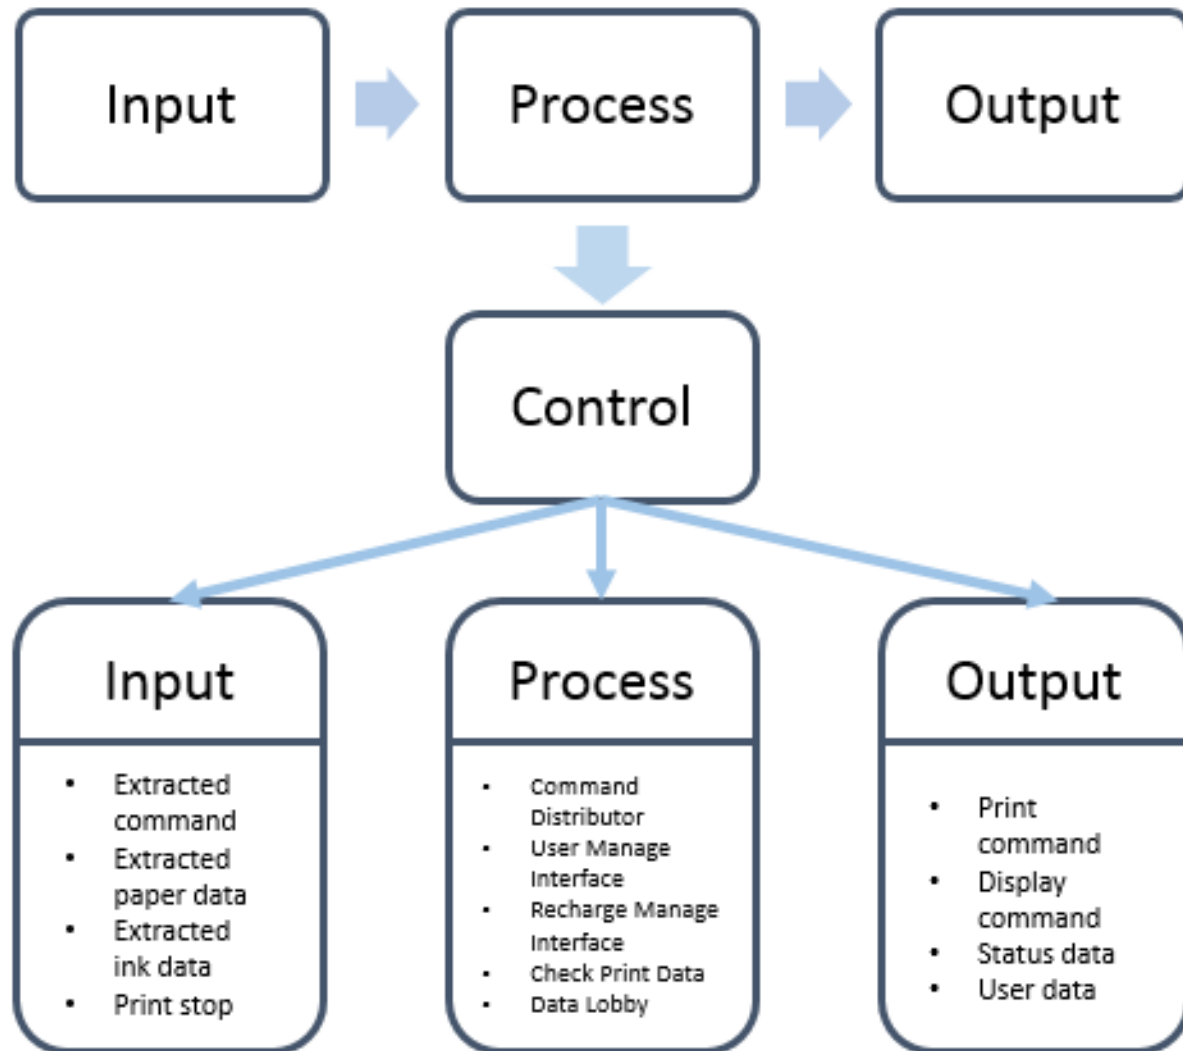 Input
Process
Output
Control
Input
• Extracted
command
• Extracted
paper data
• Extracted
ink data
• Print stop
Process
• Command
Distributor
• User Manage
Interface
• Recharge Manage
Interface
• Check Print Data
• Data Lobby
Output
• Print
command
• Display
command
• Status data
• User data